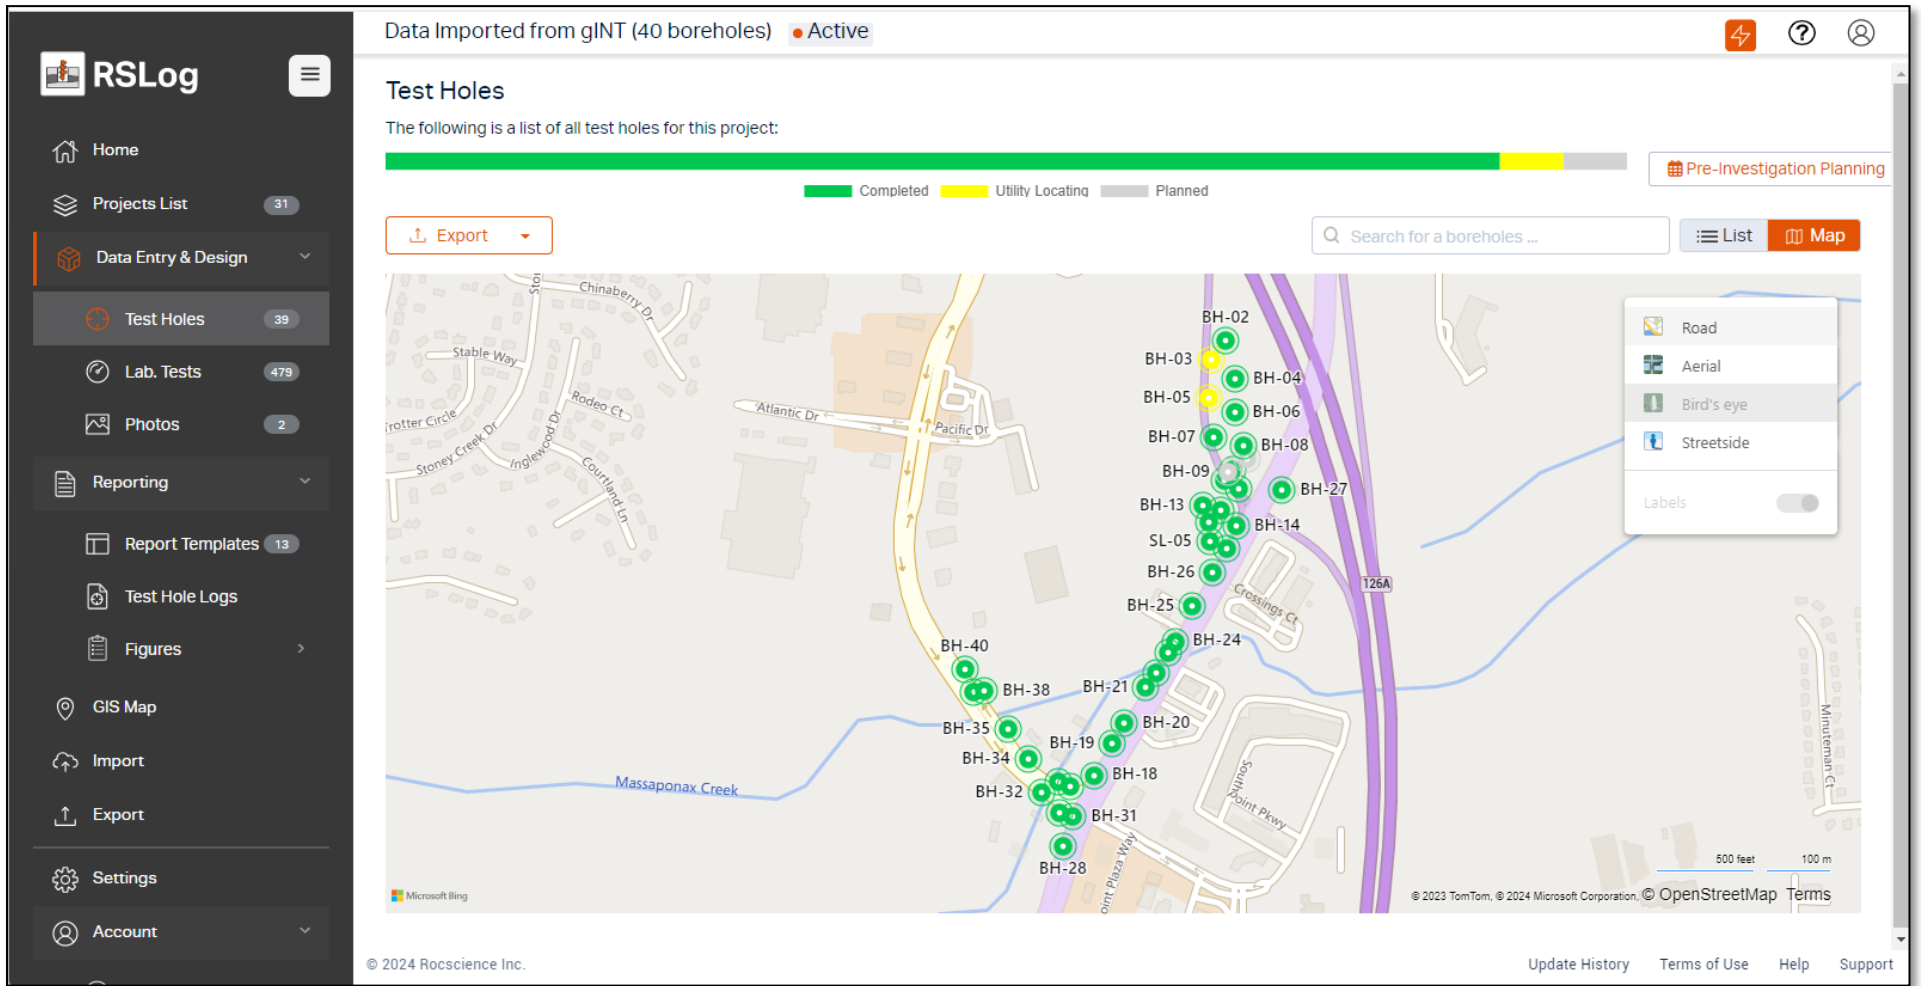 Data Imported from gINT (40 boreholes) Active
RSLog
Home
Projects List 31
Data Entry & Design
Test Holes 39
Lab. Tests 479
Photos 2
Reporting
Report Templates 13
Test Hole Logs
Figures
GIS Map
Import
Export
Settings
Account
Test Holes
The following is a list of all test holes for this project:
Pre-Investigation Planning
Completed Utility Locating Planned
Export
Search for a boreholes ...
List Map
Chinaberry Dr
Stable Way
Rodeo Ct
Stoney Creek Dr
Inglewood Dr
Courtland Ln
Atlantic Dr
Pacific Dr
BH-02
BH-03
BH-04
BH-05
BH-06
BH-07
BH-08
BH-09
BH-27
BH-13
BH-14
SL-05
BH-26
126A
Crossings Ct
BH-25
BH-24
BH-40
BH-38
BH-21
BH-35
BH-20
BH-19
BH-34
BH-18
BH-32
BH-31
BH-28
Massaponax Creek
Southpoint Pkwy
oint Plaza Way
Minuteman Ct
Road
Aerial
Bird's eye
Streetside
Labels
500 feet 100 m
Microsoft Bing
© 2023 TomTom, © 2024 Microsoft Corporation, © OpenStreetMap Terms
© 2024 Rocscience Inc.
Update History Terms of Use Help Support